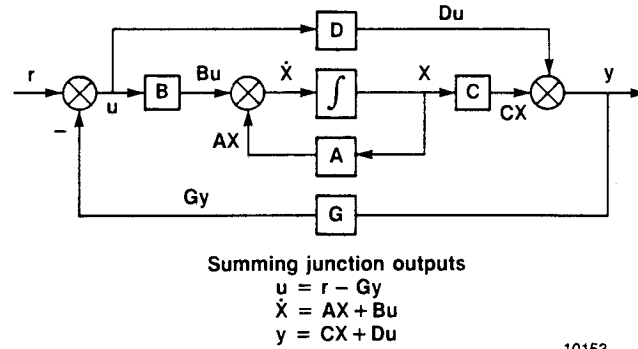 D
Du
r
u
B
Bu
Ẋ
∫
X
C
CX
y
–
AX
A
Gy
G
Summing junction outputs
u = r – Gy
Ẋ = AX + Bu
y = CX + Du